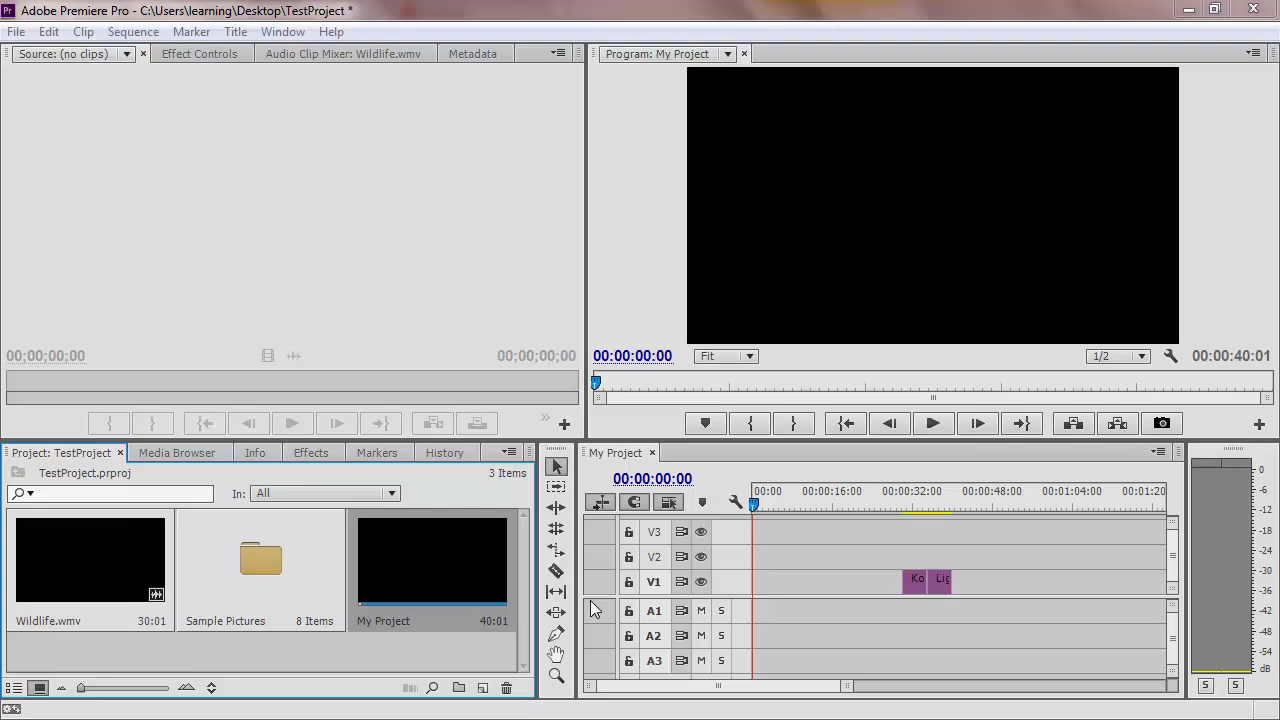 Pr Adobe Premiere Pro - C:\Users\learning\Desktop\TestProject *
File Edit Clip Sequence Marker Title Window Help
Source: (no clips) Effect Controls Audio Clip Mixer: Wildlife.wmv Metadata
Program: My Project
00;00;00;00 00;00;00;00
00:00:00:00 Fit 1/2 00:00:40:01
Project: TestProject Media Browser Info Effects Markers History
TestProject.prproj 3 Items
In: All
Wildlife.wmv 30:01
Sample Pictures 8 Items
My Project 40:01
My Project
00:00:00:00
00:00 00:00:16:00 00:00:32:00 00:00:48:00 00:01:04:00 00:01:20
V3
V2
V1 Ko Lig
A1 M S
A2 M S
A3 M S
0
-6
-12
-18
-24
-30
-36
-42
-48
-54
dB
S S